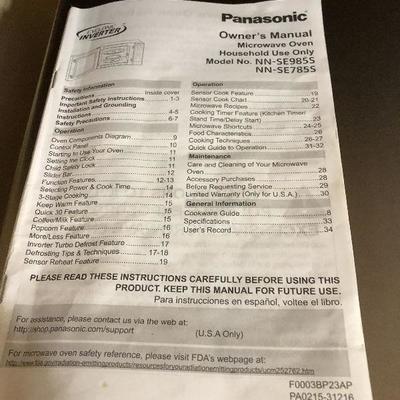 Panasonic
INVERTER
Owner's Manual
Microwave Oven
Household Use Only
Model No. NN-SE985S
NN-SE785S
Safety Information
Precautions Inside cover
Important Safety Instructions 1-3
Installation and Grounding
Instructions 4-5
Safety Precautions 6-7
Operation
Oven Components Diagram 9
Control Panel 10
Starting to Use Your Oven 11
Setting the Clock 11
Child Safety Lock 11
Slider Bar 12
Function Features 12-13
Selecting Power & Cook Time 14
3-Stage Cooking 14
Keep Warm Feature 15
Quick 30 Feature 15
Coffee/Milk Feature 15
Popcorn Feature 16
More/Less Feature 16
Inverter Turbo Defrost Feature 17
Defrosting Tips & Techniques 17-18
Sensor Reheat Feature 19
Operation
Sensor Cook Feature 19
Sensor Cook Chart 20-21
Microwave Recipes 22
Cooking Timer Feature (Kitchen Timer/
Stand Time/Delay Start) 23
Microwave Shortcuts 24-25
Food Characteristics 26
Cooking Techniques 26-27
Quick Guide to Operation 31-32
Maintenance
Care and Cleaning of Your Microwave
Oven 28
Accessory Purchases 28
Before Requesting Service 29
Limited Warranty (Only for U.S.A.) 30
General Information
Cookware Guide 8
Specifications 33
User's Record 34
PLEASE READ THESE INSTRUCTIONS CAREFULLY BEFORE USING THIS
PRODUCT. KEEP THIS MANUAL FOR FUTURE USE.
Para instrucciones en español, voltee el libro.
For assistance, please contact us via the web at:
http://shop.panasonic.com/support (U.S.A Only)
For microwave oven safety reference, please visit FDA's webpage at:
http://www.fda.gov/radiation-emittingproducts/resourcesforyouradiationemittingproducts/ucm252762.htm
F0003BP23AP
PA0215-31216